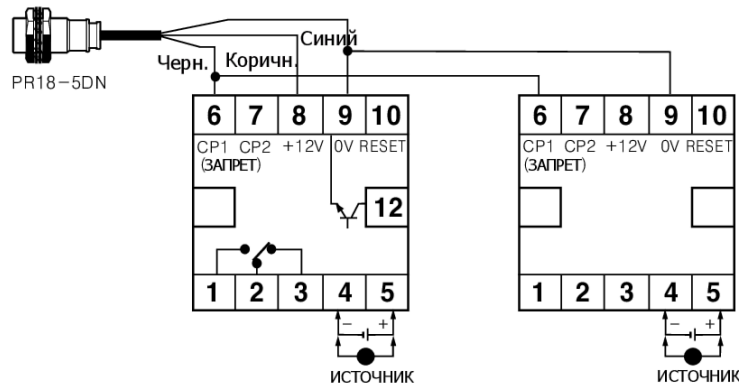 Синий
Черн. Коричн.
PR18-5DN
6 7 8 9 10
CP1 CP2 +12V 0V RESET
(ЗАПРЕТ)
12
1 2 3 4 5
- +
ИСТОЧНИК
6 7 8 9 10
CP1 CP2 +12V 0V RESET
(ЗАПРЕТ)
1 2 3 4 5
- +
ИСТОЧНИК